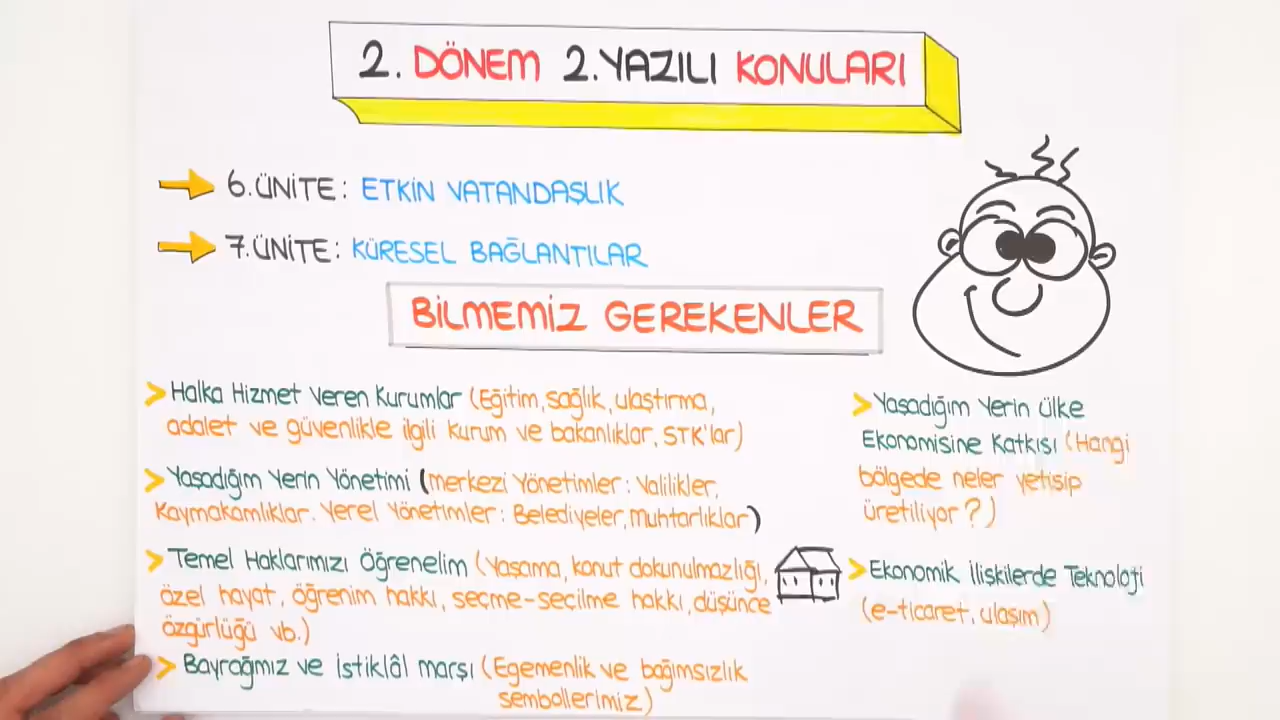 2. DÖNEM 2. YAZILI KONULARI
6. ÜNİTE: ETKİN VATANDAŞLIK
7. ÜNİTE: KÜRESEL BAĞLANTILAR
BİLMEMİZ GEREKENLER
Halka Hizmet Veren Kurumlar (Eğitim, sağlık, ulaştırma,
adalet ve güvenlikle ilgili kurum ve bakanlıklar, STK'lar)
Yaşadığım Yerin Yönetimi (merkezi Yönetimler: Valilikler,
Kaymakamlıklar. Yerel Yönetimler: Belediyeler, Muhtarlıklar)
Temel Haklarımızı Öğrenelim (Yaşama, konut dokunulmazlığı,
özel hayat, öğrenim hakkı, seçme-seçilme hakkı, düşünce
özgürlüğü vb.)
Bayrağmız ve İstiklâl marşı (Egemenlik ve bağımsızlık
sembollerimiz)
Yaşadığım Yerin ülke
Ekonomisine Katkısı (Hangi
bölgede neler yetişip
üretiliyor?)
Ekonomik İlişkilerde Teknoloji
(e-ticaret, ulaşım)